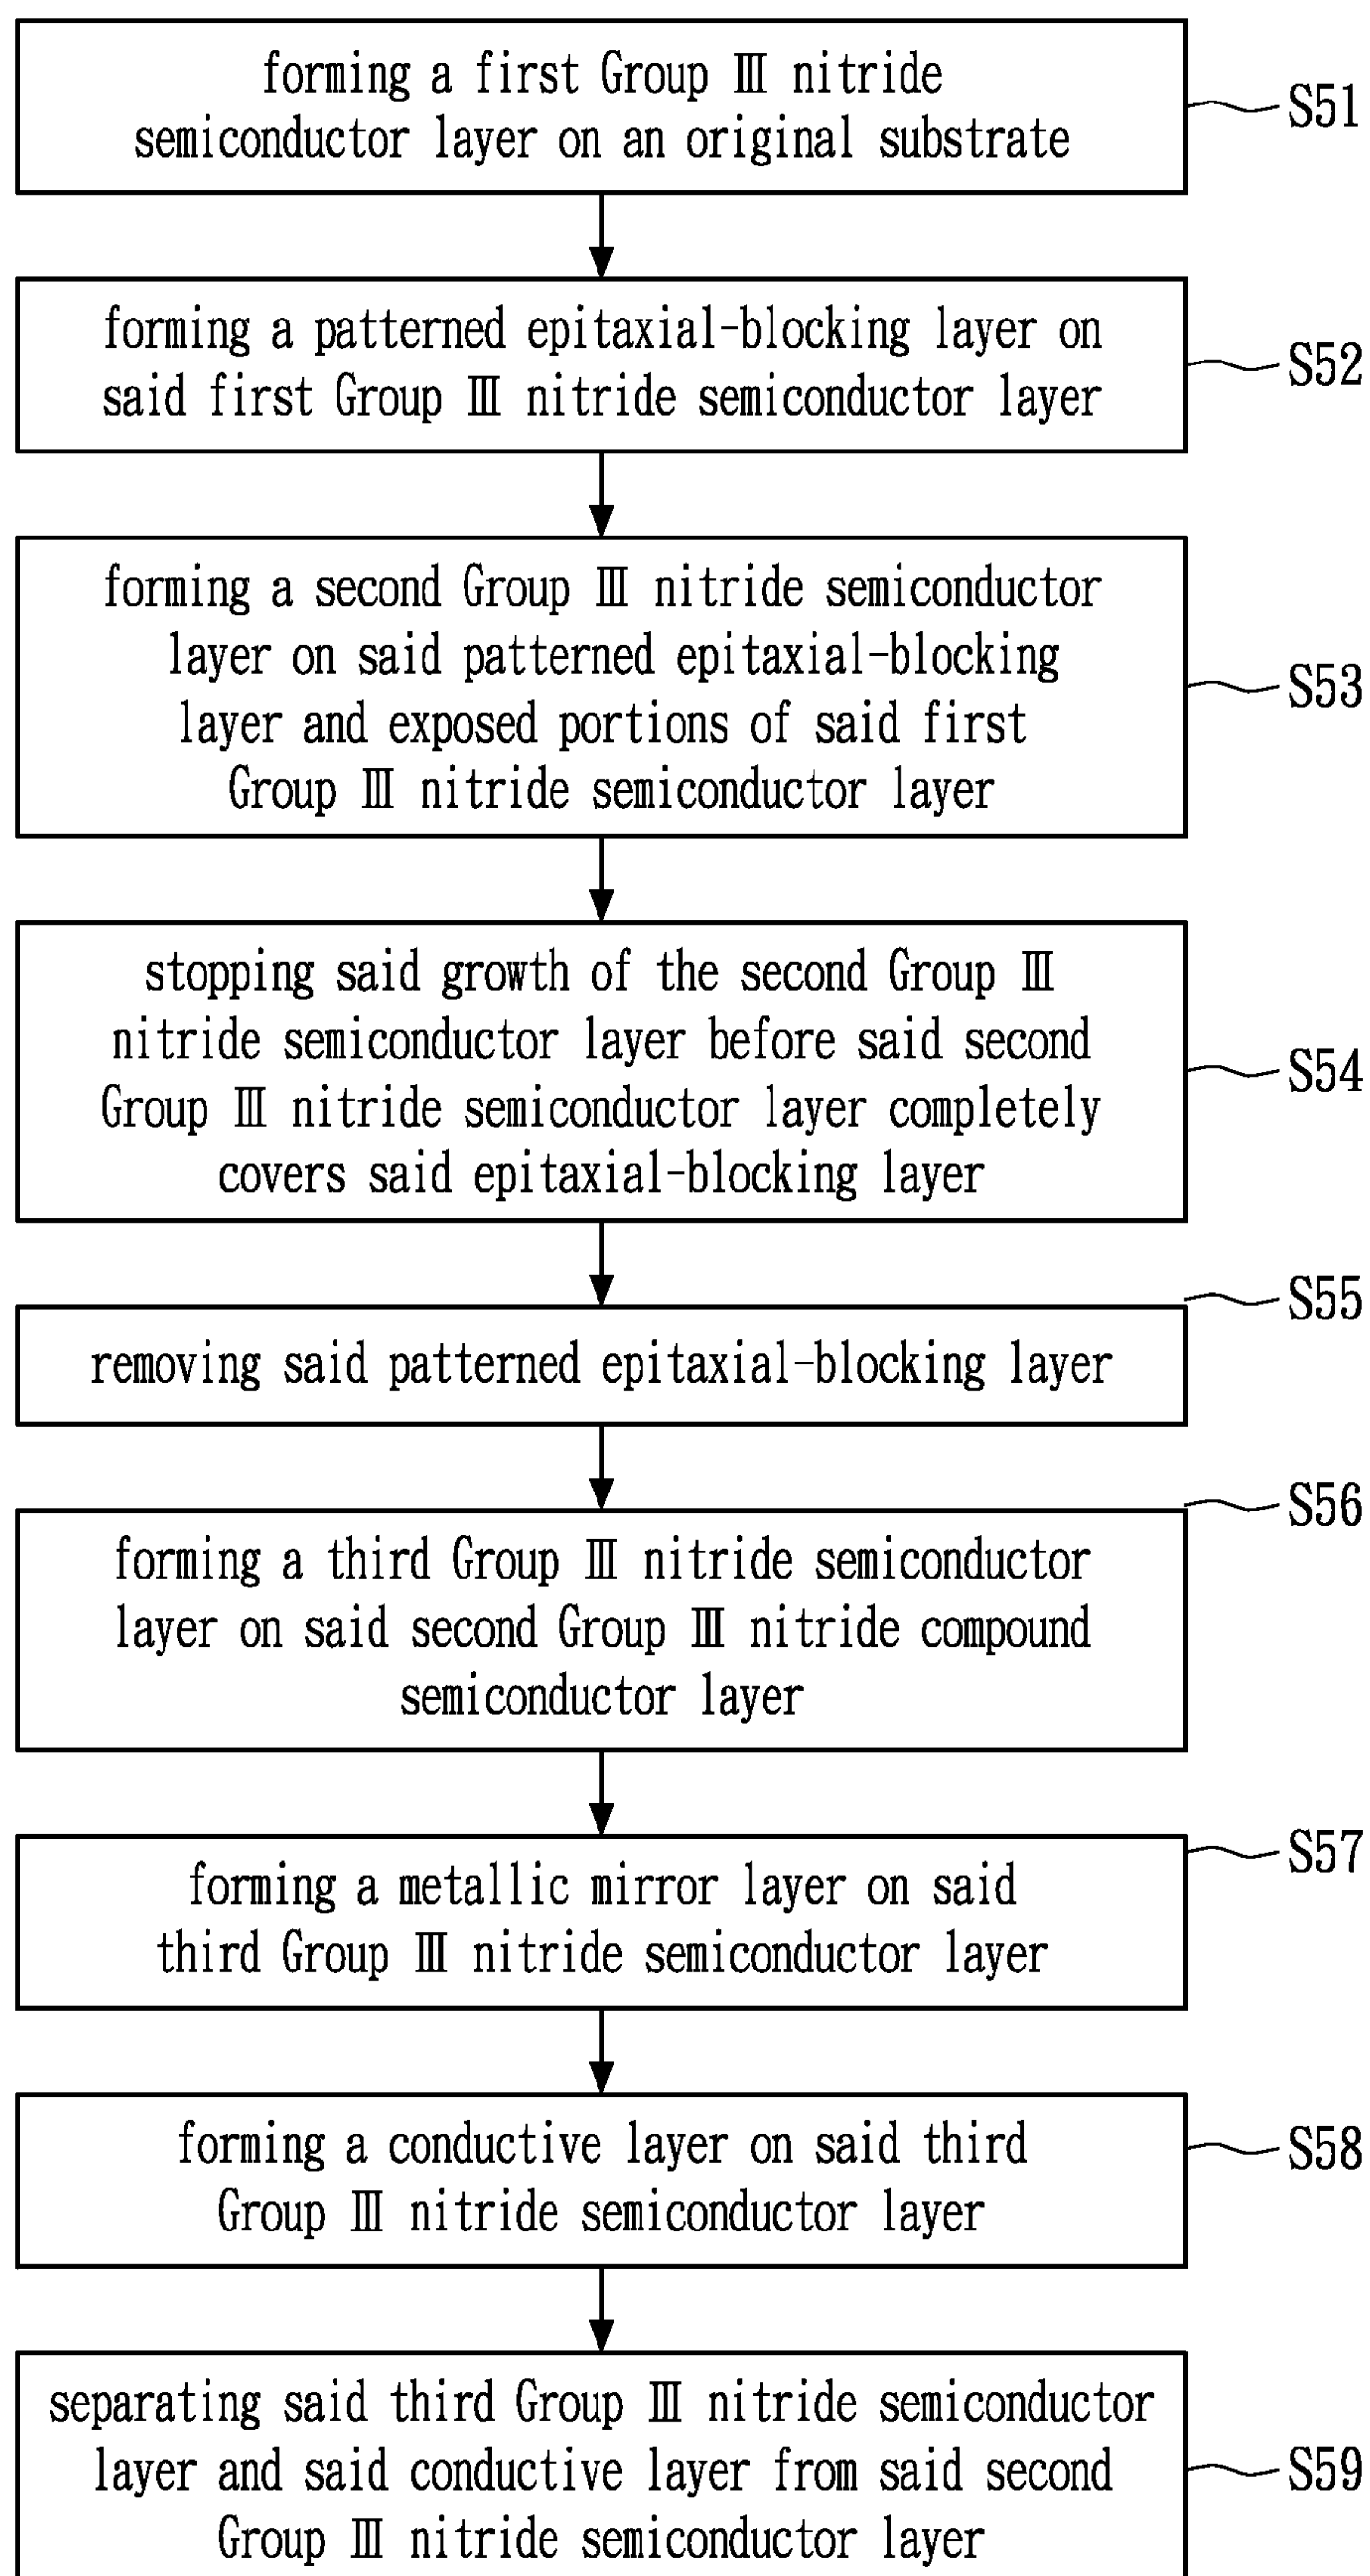 forming a first Group Ⅲ nitride
semiconductor layer on an original substrate
S51
forming a patterned epitaxial-blocking layer on
said first Group Ⅲ nitride semiconductor layer
S52
forming a second Group Ⅲ nitride semiconductor
layer on said patterned epitaxial-blocking
layer and exposed portions of said first
Group Ⅲ nitride semiconductor layer
S53
stopping said growth of the second Group Ⅲ
nitride semiconductor layer before said second
Group Ⅲ nitride semiconductor layer completely
covers said epitaxial-blocking layer
S54
removing said patterned epitaxial-blocking layer
S55
forming a third Group Ⅲ nitride semiconductor
layer on said second Group Ⅲ nitride compound
semiconductor layer
S56
forming a metallic mirror layer on said
third Group Ⅲ nitride semiconductor layer
S57
forming a conductive layer on said third
Group Ⅲ nitride semiconductor layer
S58
separating said third Group Ⅲ nitride semiconductor
layer and said conductive layer from said second
Group Ⅲ nitride semiconductor layer
S59